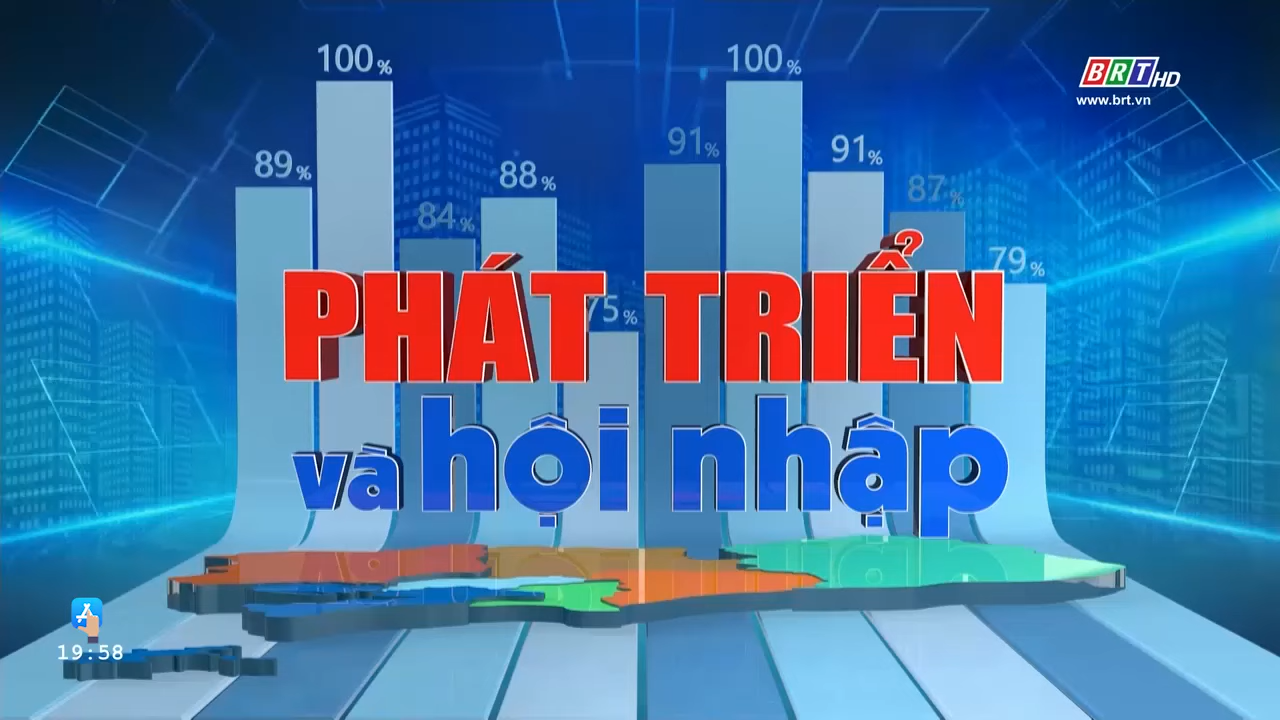 100%
100%
BRT HD
www.brt.vn
91%
91%
89%
88%
87%
84%
79%
75%
PHÁT TRIỂN
và hội nhập
19:58